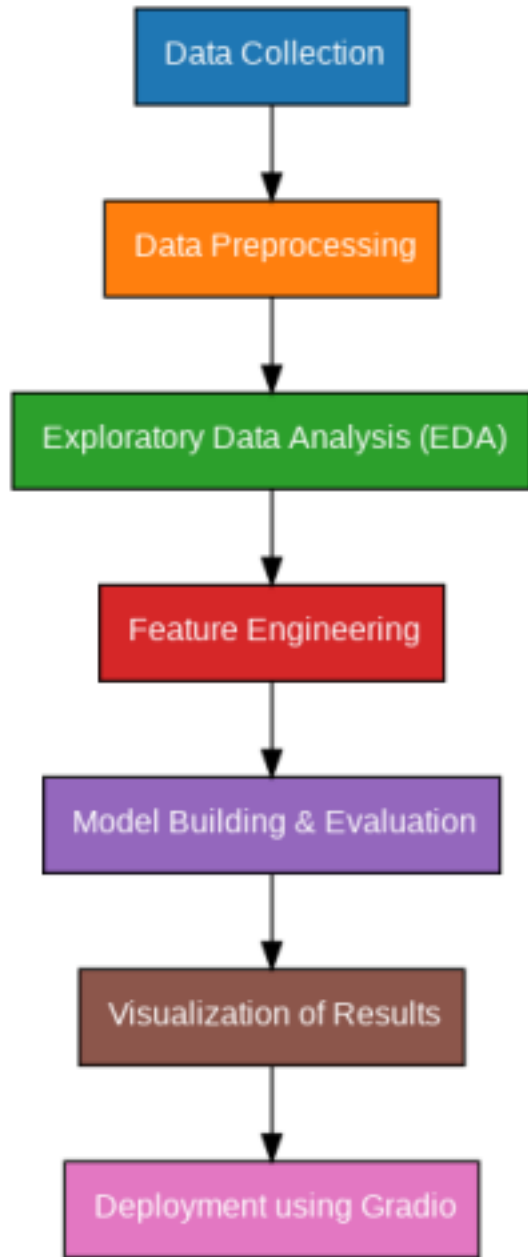 Data Collection
Data Preprocessing
Exploratory Data Analysis (EDA)
Feature Engineering
Model Building & Evaluation
Visualization of Results
Deployment using Gradio